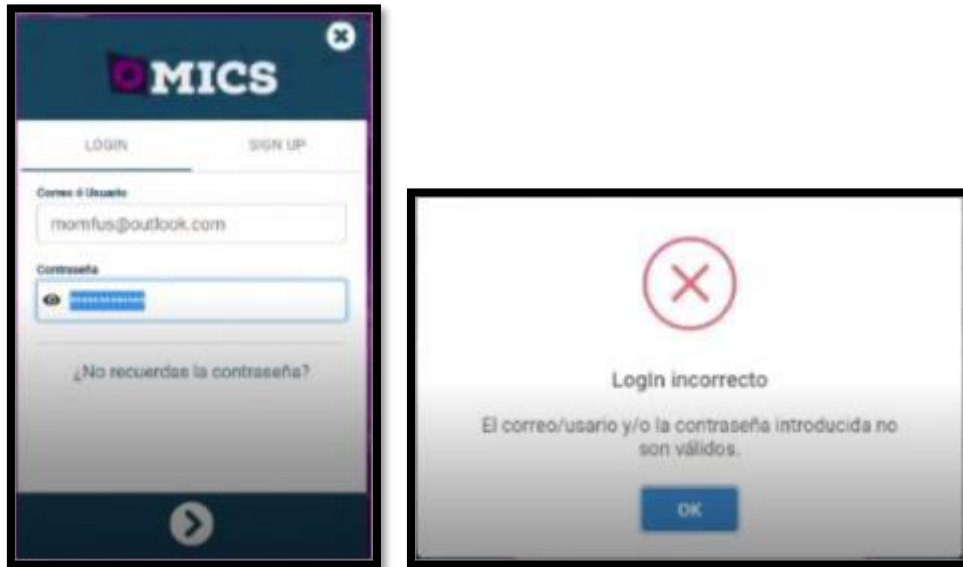 OMICS
LOGIN SIGN UP
Correo ó Usuario
momfus@outlook.com
Contraseña
¿No recuerdas la contraseña?
LogIn incorrecto
El correo/usario y/o la contraseña introducida no
son válidos.
OK